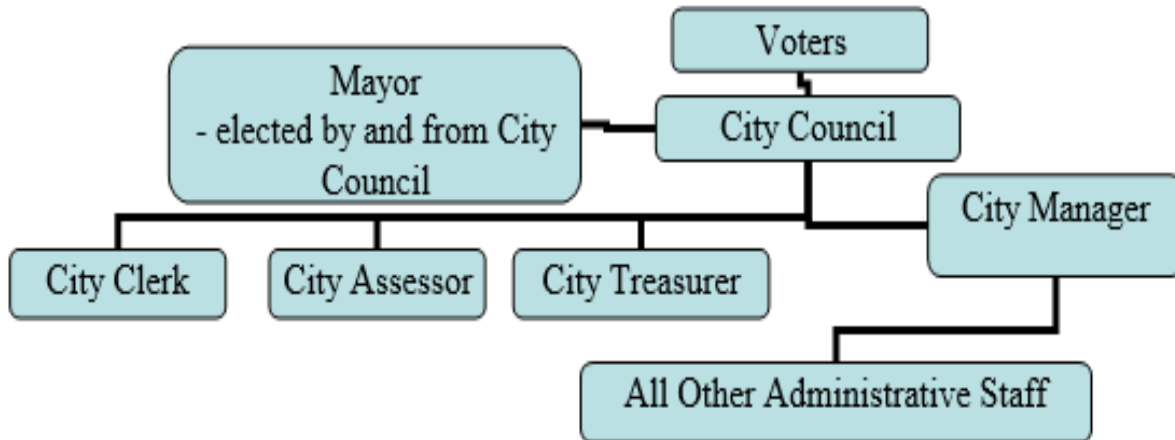 Voters
Mayor
- elected by and from City
Council
City Council
City Manager
City Clerk
City Assessor
City Treasurer
All Other Administrative Staff